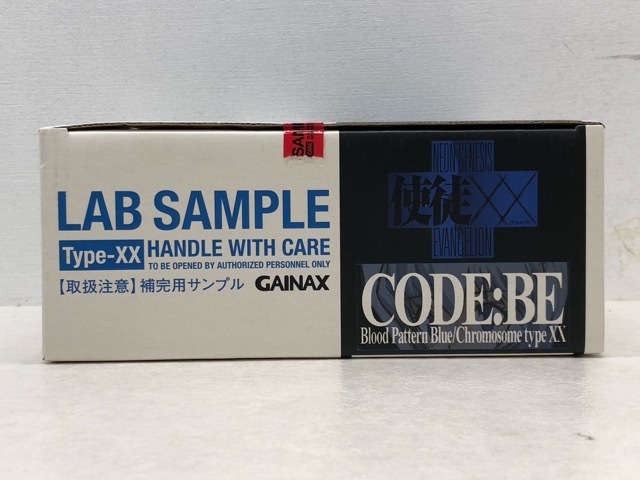 SAN
LAB SAMPLE
Type-XX HANDLE WITH CARE
TO BE OPENED BY AUTHORIZED PERSONNEL ONLY
【取扱注意】補完用サンプル GAINAX
NEON GENESIS
使徒XX
EVANGELION
CODE:BE
Blood Pattern Blue/Chromosome type XX